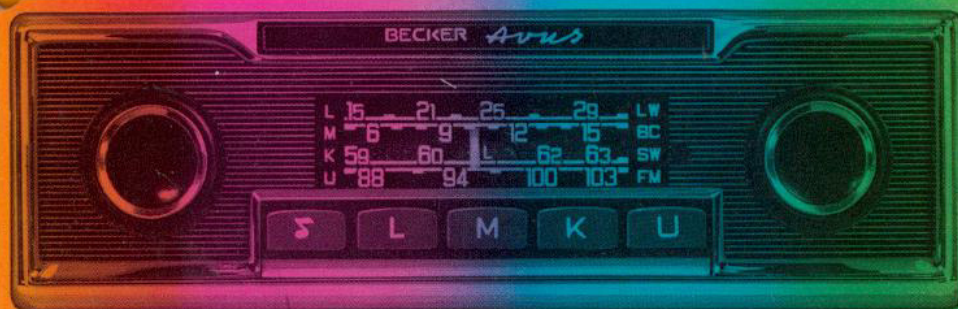 BECKER Avus
L 15 21 25 29 LW
M 6 9 12 15 BC
K 59 60 L 62 63 SW
U 88 94 100 103 FM
L M K U